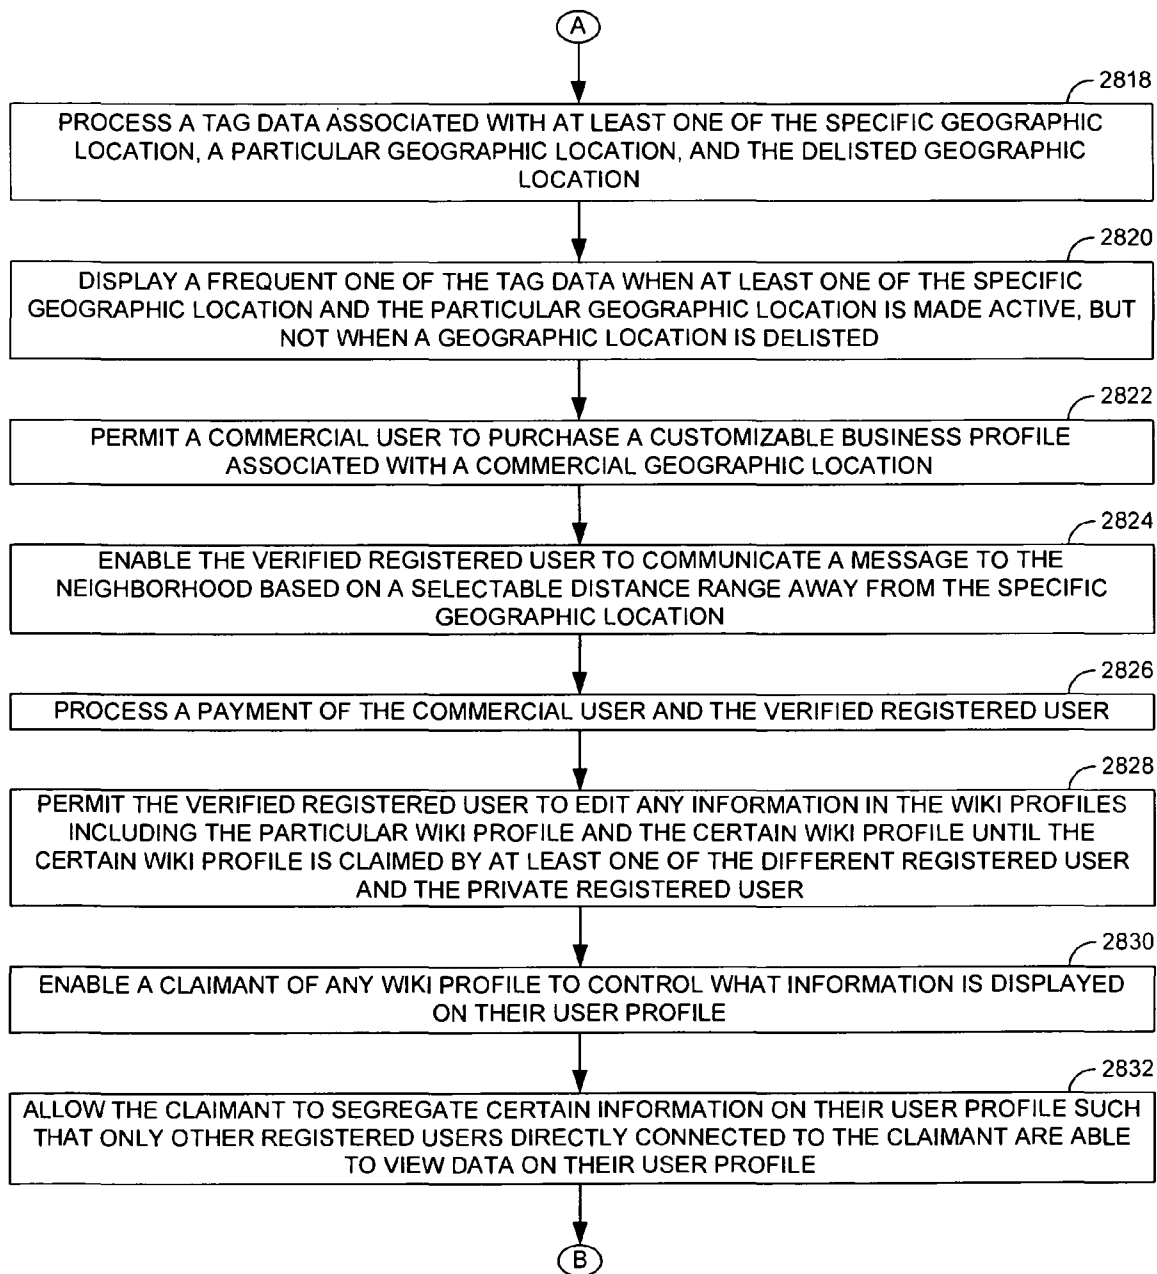 A
2818
PROCESS A TAG DATA ASSOCIATED WITH AT LEAST ONE OF THE SPECIFIC GEOGRAPHIC
LOCATION, A PARTICULAR GEOGRAPHIC LOCATION, AND THE DELISTED GEOGRAPHIC
LOCATION
2820
DISPLAY A FREQUENT ONE OF THE TAG DATA WHEN AT LEAST ONE OF THE SPECIFIC
GEOGRAPHIC LOCATION AND THE PARTICULAR GEOGRAPHIC LOCATION IS MADE ACTIVE, BUT
NOT WHEN A GEOGRAPHIC LOCATION IS DELISTED
2822
PERMIT A COMMERCIAL USER TO PURCHASE A CUSTOMIZABLE BUSINESS PROFILE
ASSOCIATED WITH A COMMERCIAL GEOGRAPHIC LOCATION
2824
ENABLE THE VERIFIED REGISTERED USER TO COMMUNICATE A MESSAGE TO THE
NEIGHBORHOOD BASED ON A SELECTABLE DISTANCE RANGE AWAY FROM THE SPECIFIC
GEOGRAPHIC LOCATION
2826
PROCESS A PAYMENT OF THE COMMERCIAL USER AND THE VERIFIED REGISTERED USER
2828
PERMIT THE VERIFIED REGISTERED USER TO EDIT ANY INFORMATION IN THE WIKI PROFILES
INCLUDING THE PARTICULAR WIKI PROFILE AND THE CERTAIN WIKI PROFILE UNTIL THE
CERTAIN WIKI PROFILE IS CLAIMED BY AT LEAST ONE OF THE DIFFERENT REGISTERED USER
AND THE PRIVATE REGISTERED USER
2830
ENABLE A CLAIMANT OF ANY WIKI PROFILE TO CONTROL WHAT INFORMATION IS DISPLAYED
ON THEIR USER PROFILE
2832
ALLOW THE CLAIMANT TO SEGREGATE CERTAIN INFORMATION ON THEIR USER PROFILE SUCH
THAT ONLY OTHER REGISTERED USERS DIRECTLY CONNECTED TO THE CLAIMANT ARE ABLE
TO VIEW DATA ON THEIR USER PROFILE
B